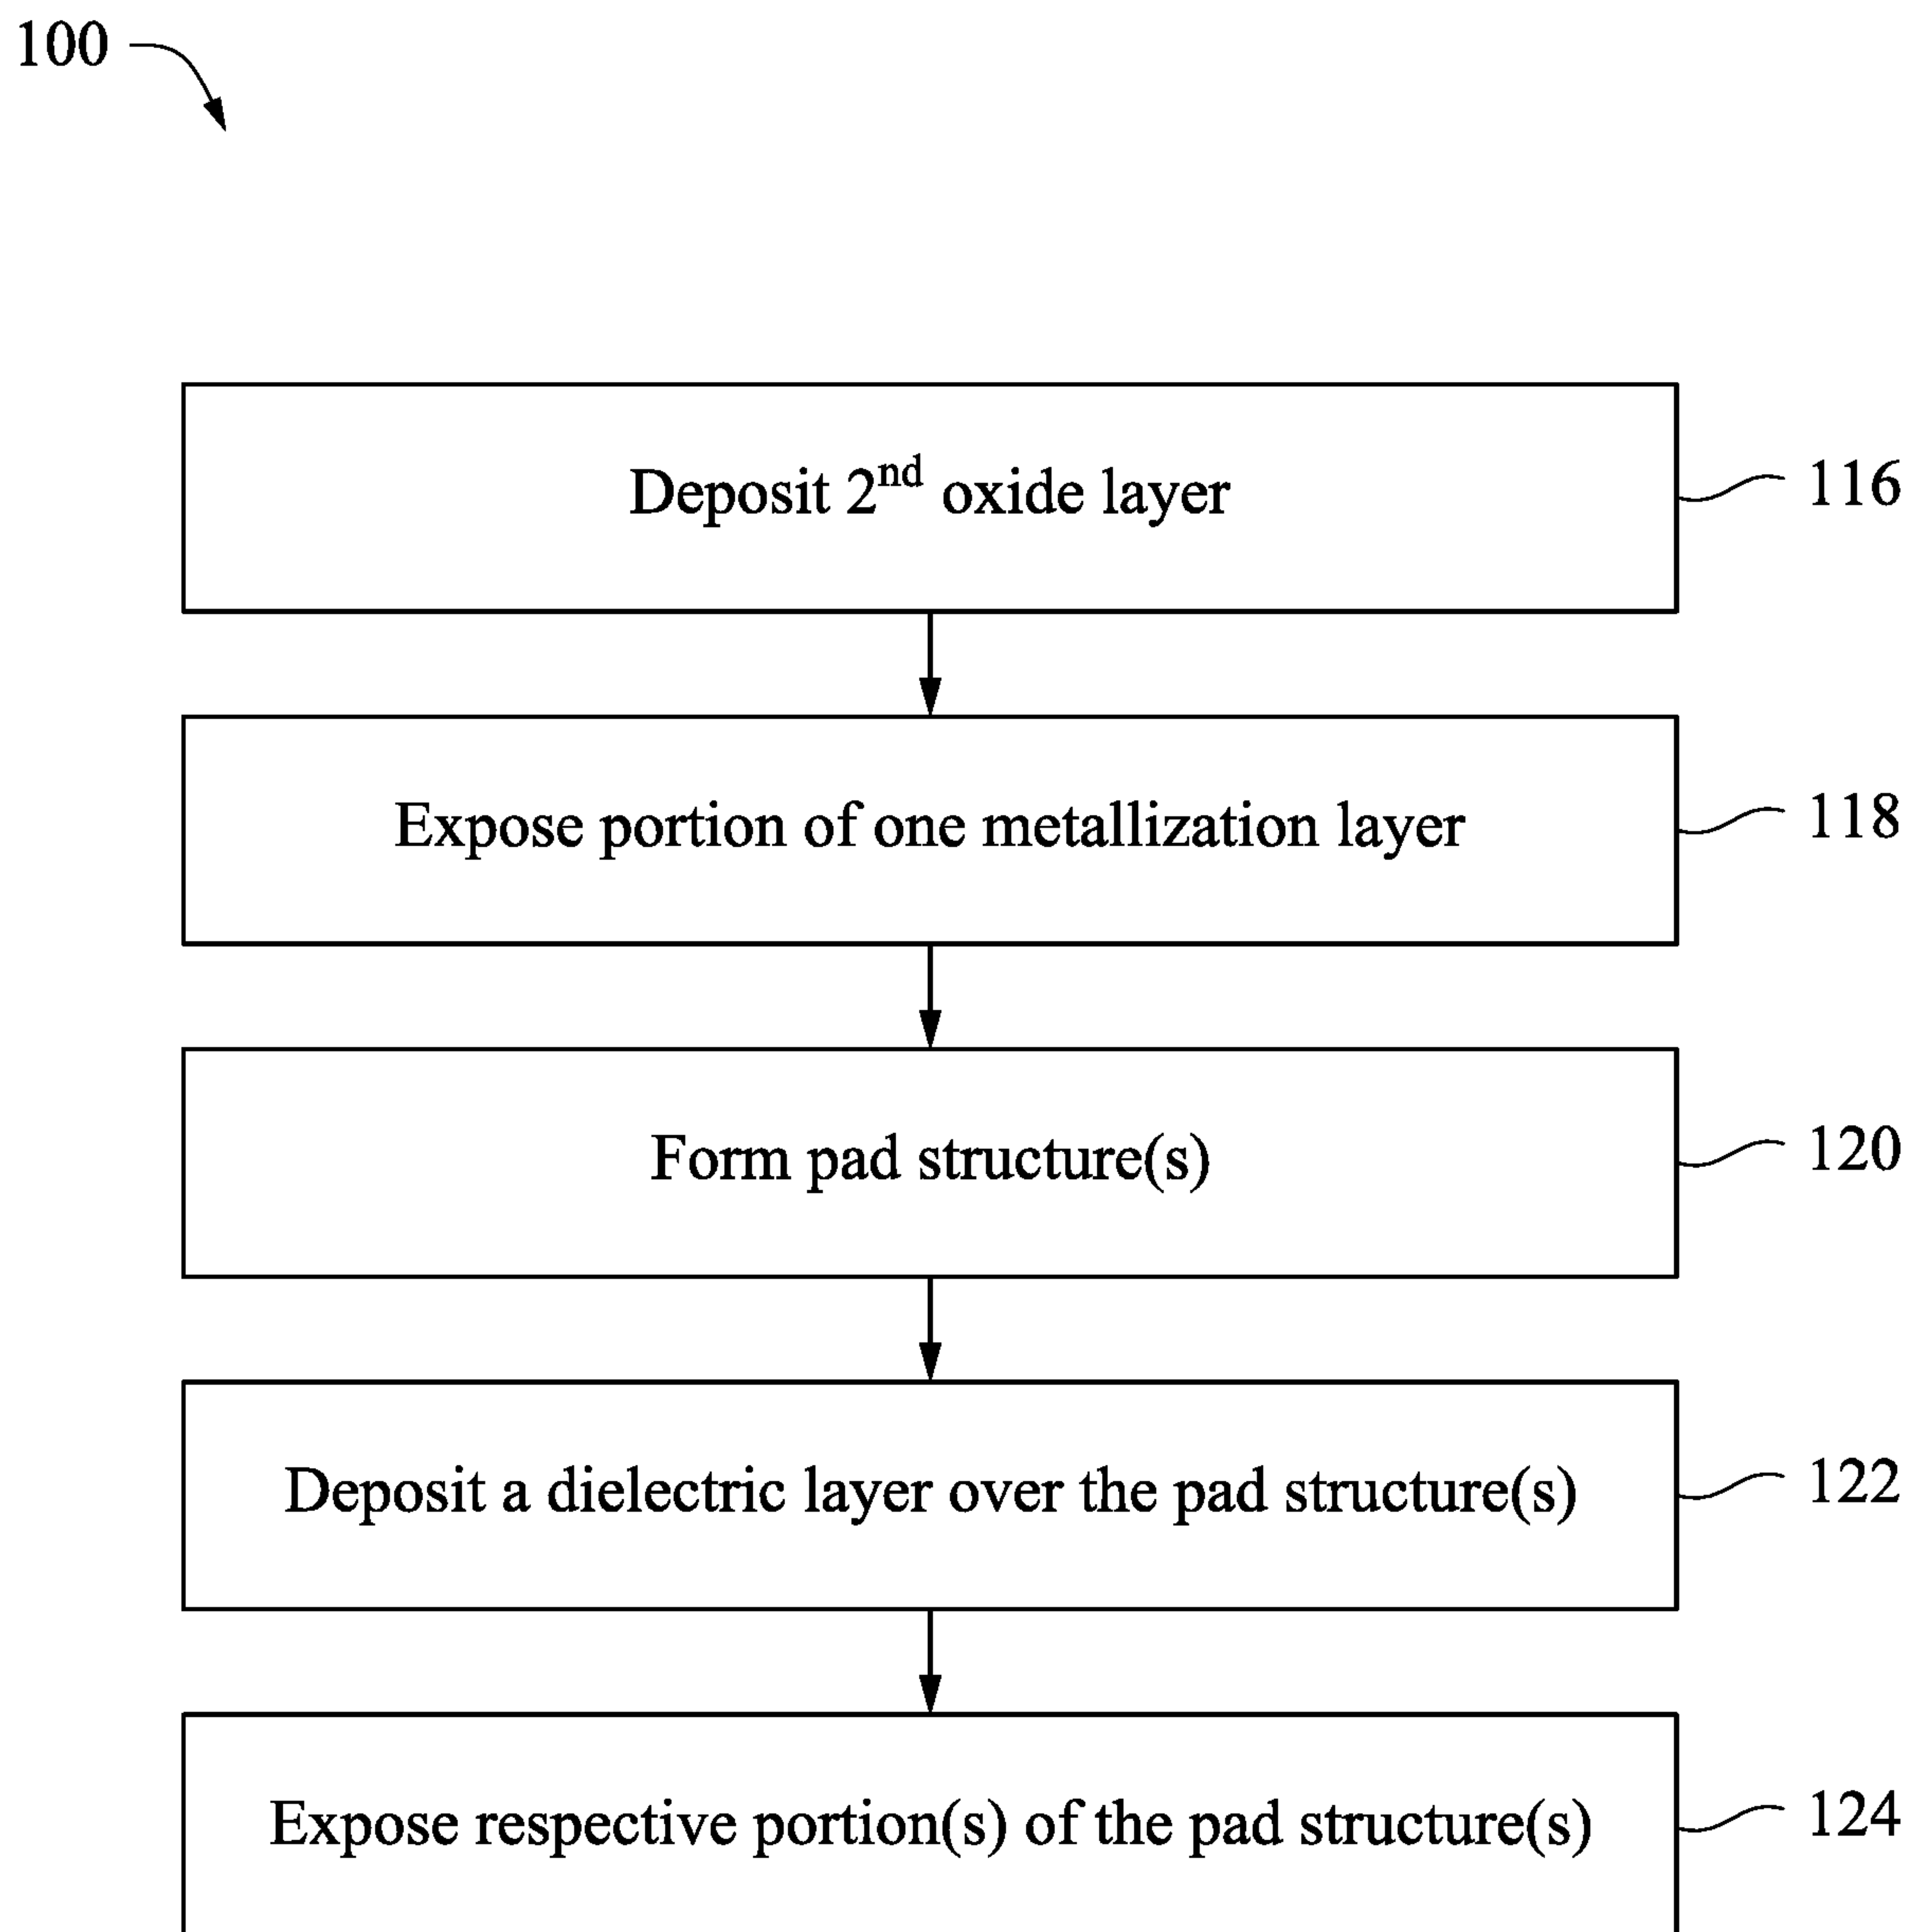 100
Deposit 2nd oxide layer
116
Expose portion of one metallization layer
118
Form pad structure(s)
120
Deposit a dielectric layer over the pad structure(s)
122
Expose respective portion(s) of the pad structure(s)
124